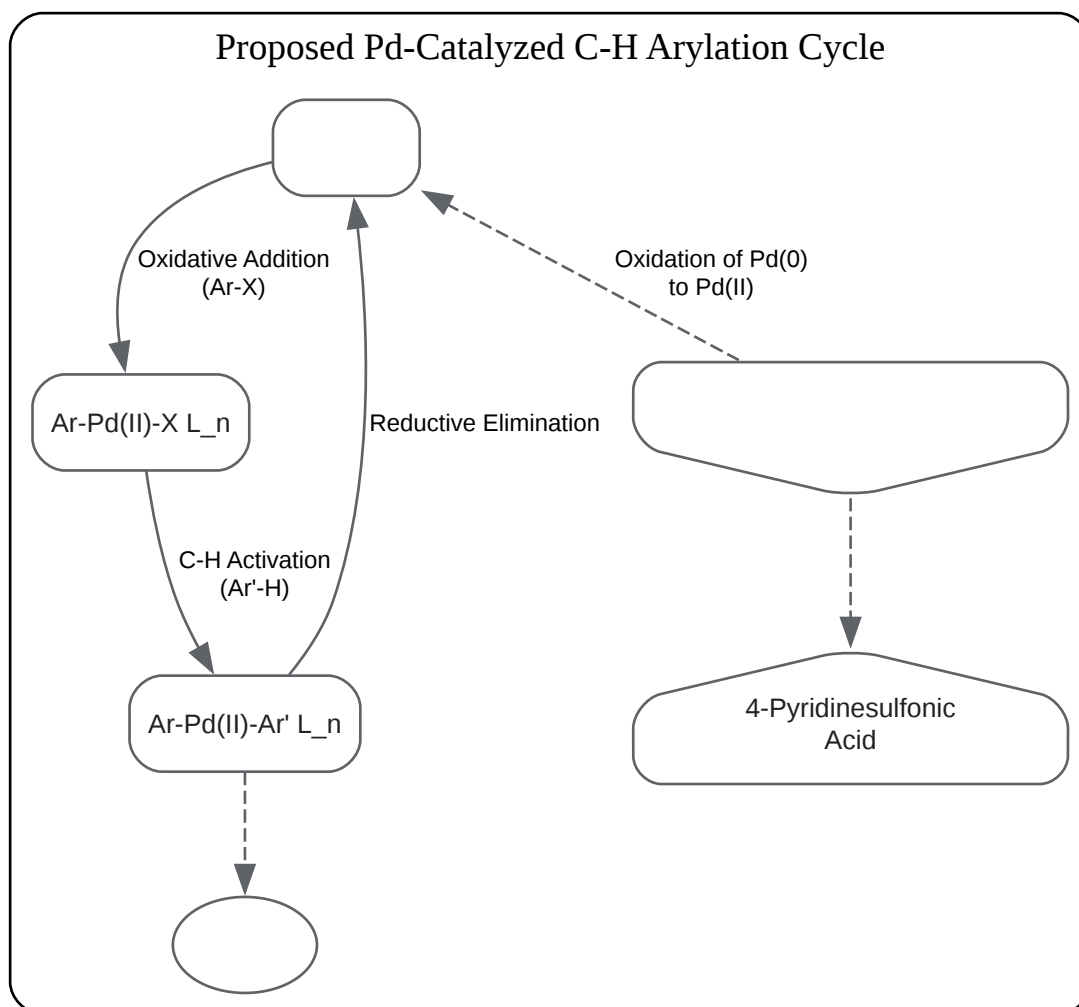 Proposed Pd-Catalyzed C-H Arylation Cycle
Oxidative Addition
(Ar-X)
Oxidation of Pd(0)
to Pd(II)
Ar-Pd(II)-X L_n
Reductive Elimination
C-H Activation
(Ar'-H)
Ar-Pd(II)-Ar' L_n
4-Pyridinesulfonic
Acid